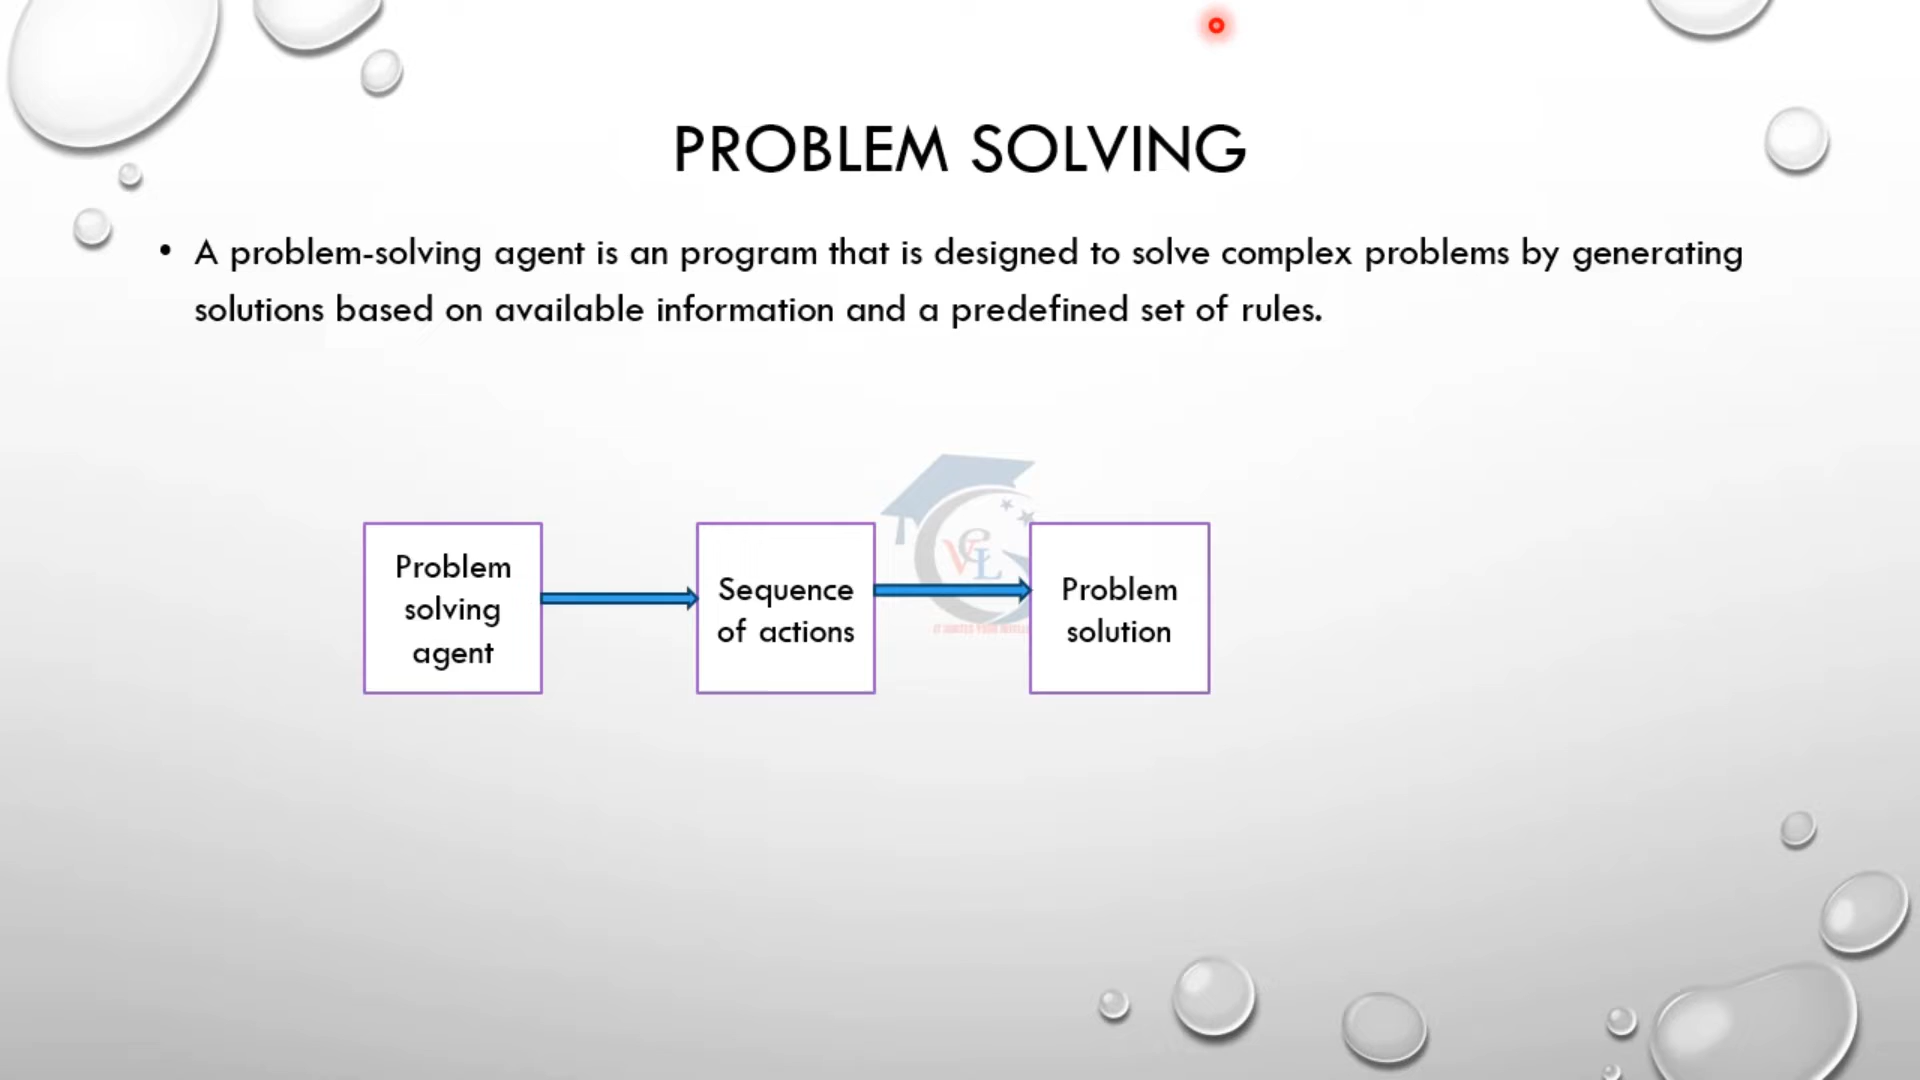 PROBLEM SOLVING
• A problem-solving agent is an program that is designed to solve complex problems by generating
solutions based on available information and a predefined set of rules.
Problem
solving
agent
Sequence
of actions
Problem
solution
VeL